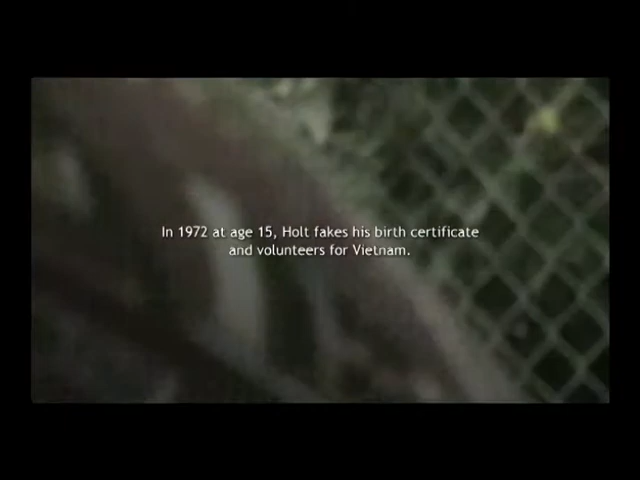 In 1972 at age 15, Holt fakes his birth certificate
and volunteers for Vietnam.